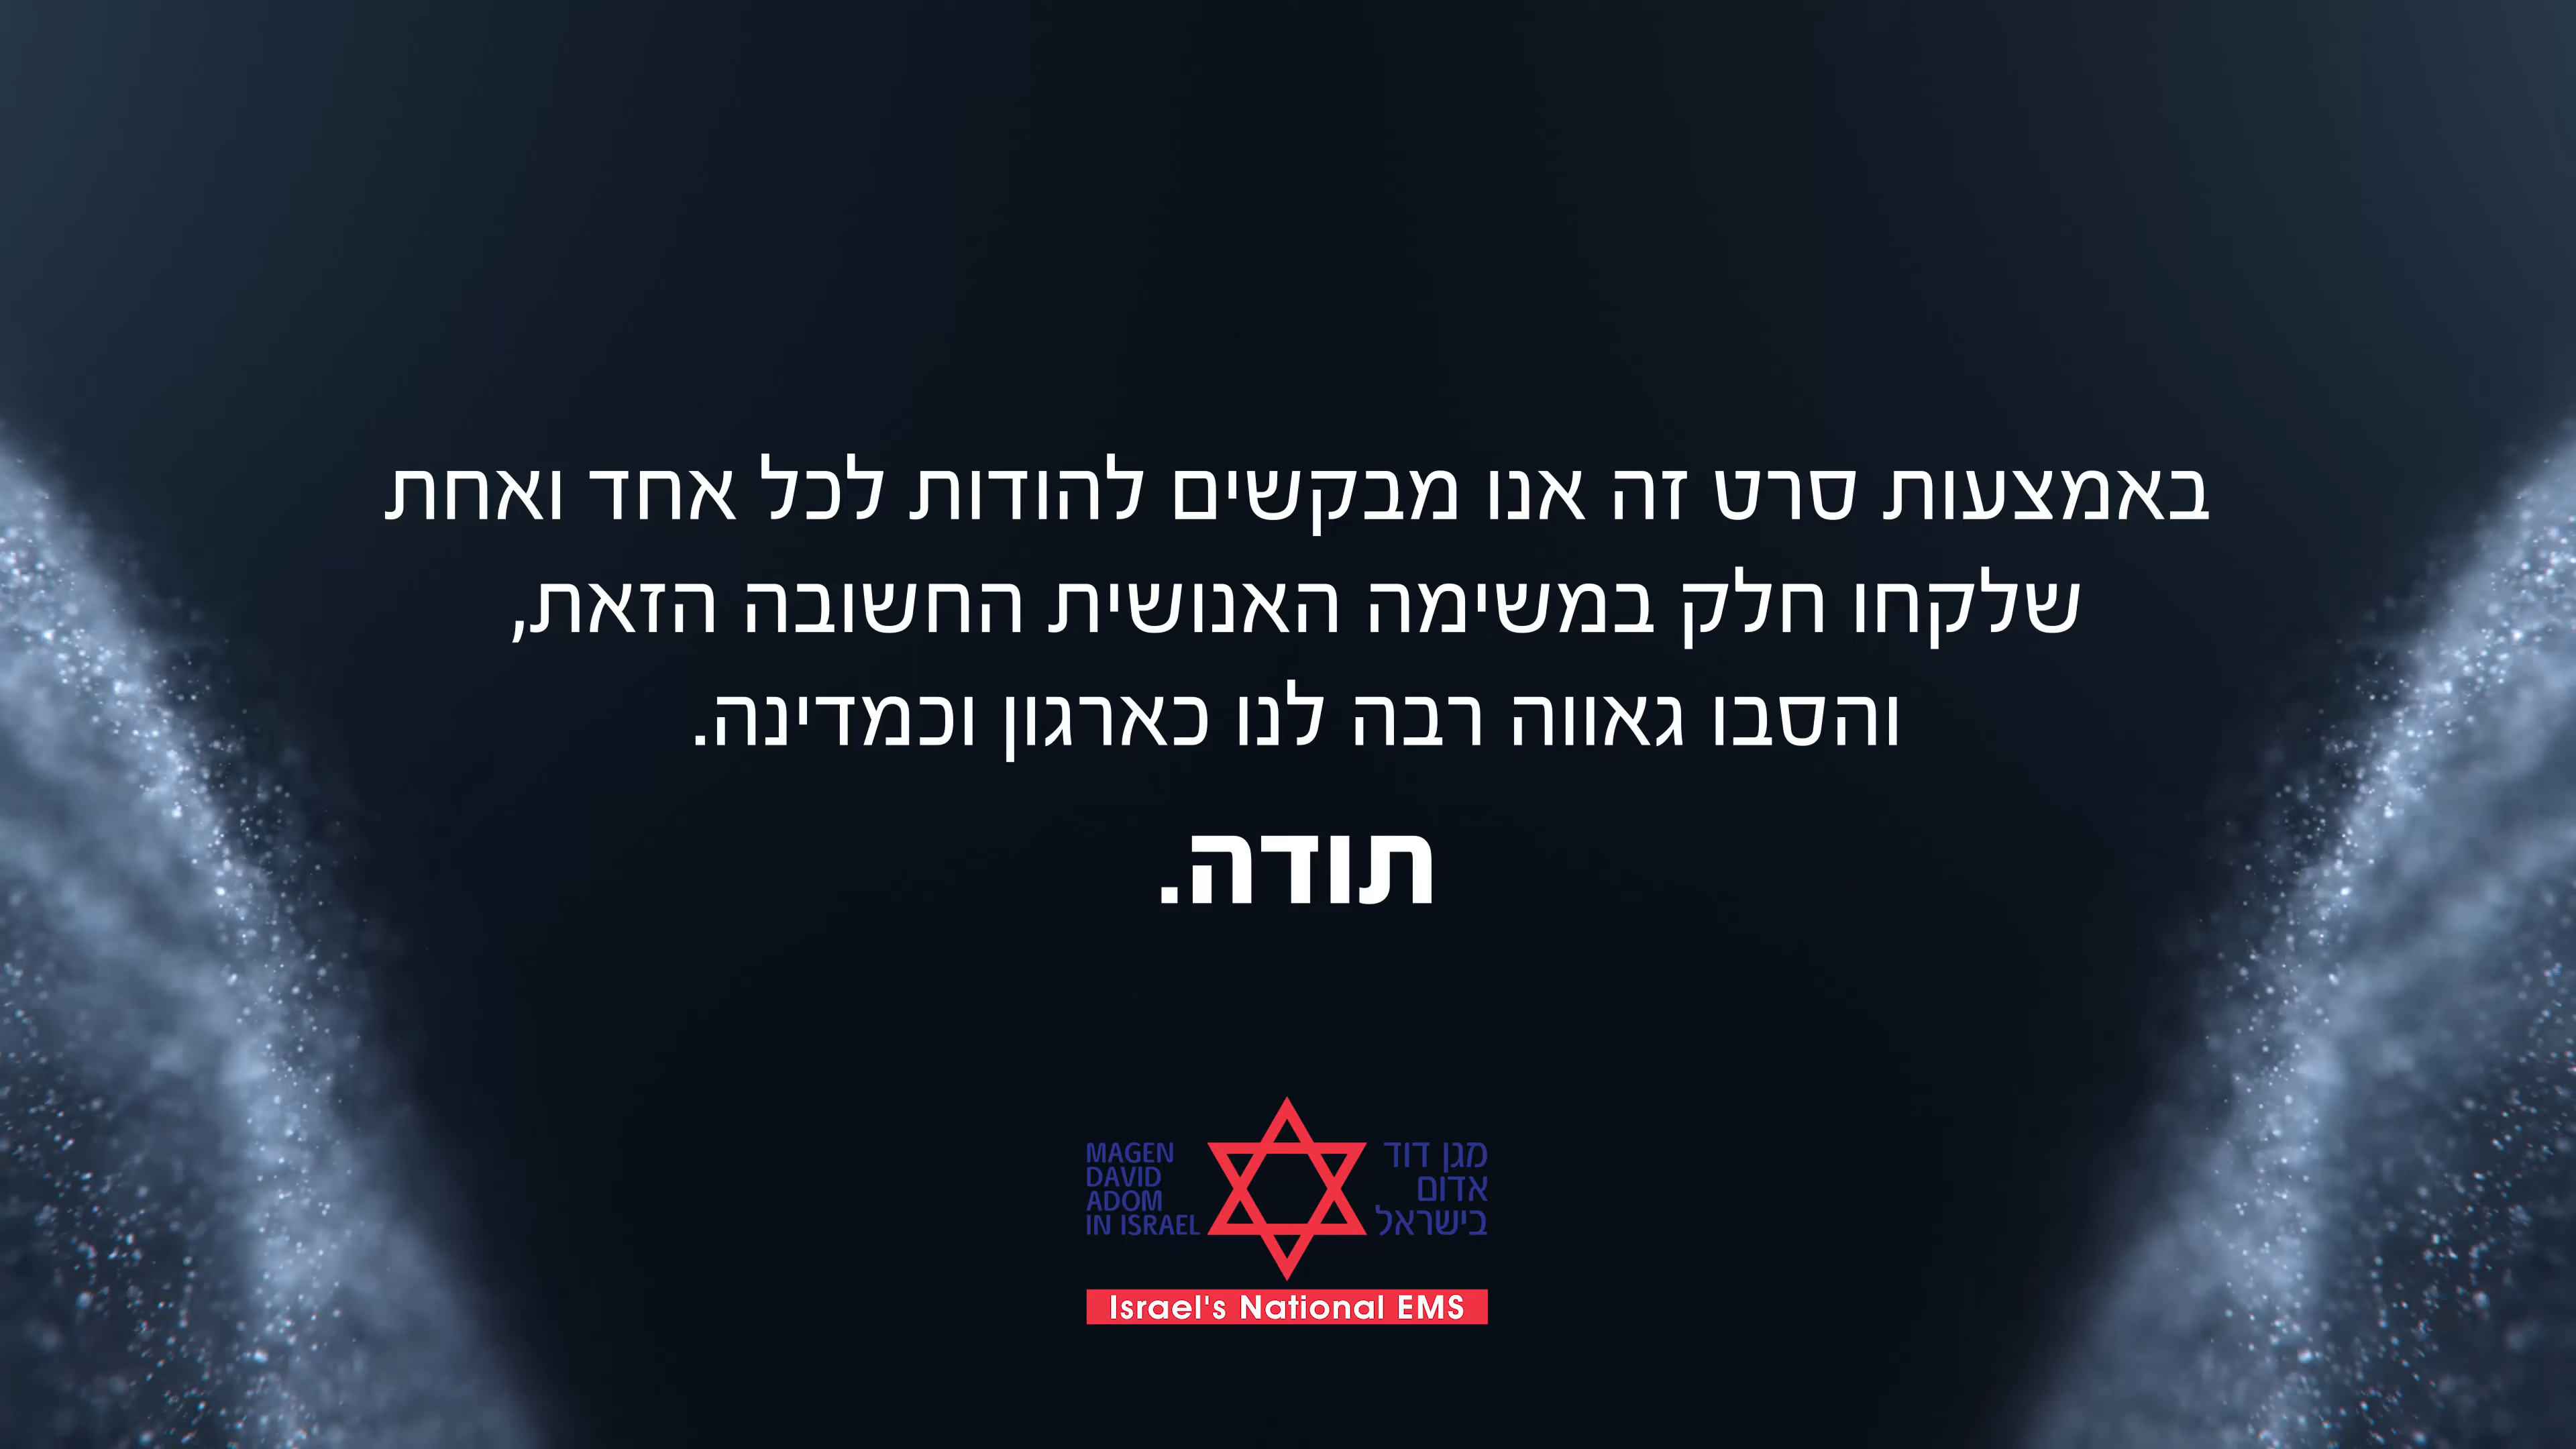 באמצעות סרט זה אנו מבקשים להודות לכל אחד ואחת
שלקחו חלק במשימה האנושית החשובה הזאת,
והסבו גאווה רבה לנו כארגון וכמדינה.
תודה.
MAGEN
DAVID
ADOM
IN ISRAEL
מגן דוד
אדום
בישראל
Israel's National EMS